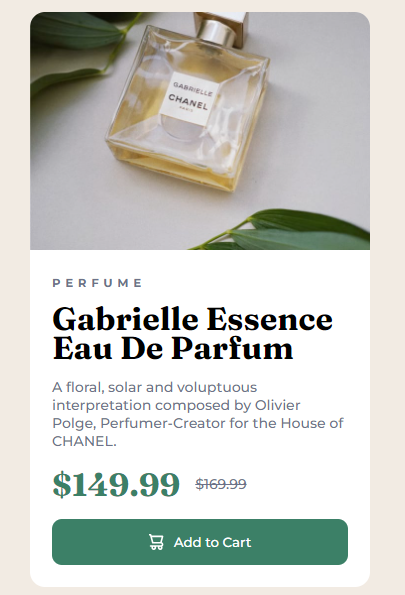 GABRIELLE
CHANEL
PARIS
PERFUME
Gabrielle Essence
Eau De Parfum
A floral, solar and voluptuous
interpretation composed by Olivier
Polge, Perfumer-Creator for the House of
CHANEL.
$149.99 $169.99
Add to Cart